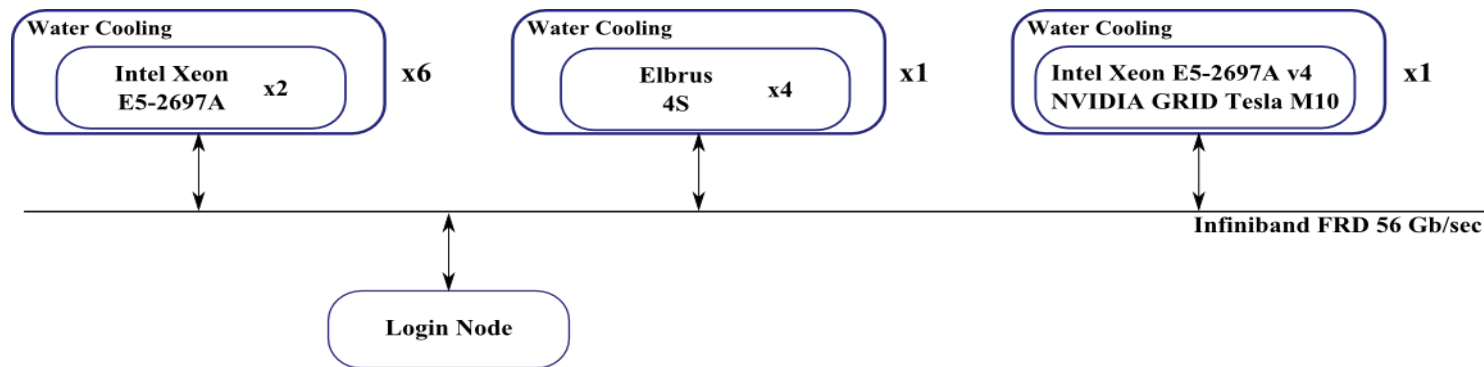 Water Cooling
Intel Xeon
E5-2697A
x2
x6
Water Cooling
Elbrus
4S
x4
x1
Water Cooling
Intel Xeon E5-2697A v4
NVIDIA GRID Tesla M10
x1
Infiniband FRD 56 Gb/sec
Login Node